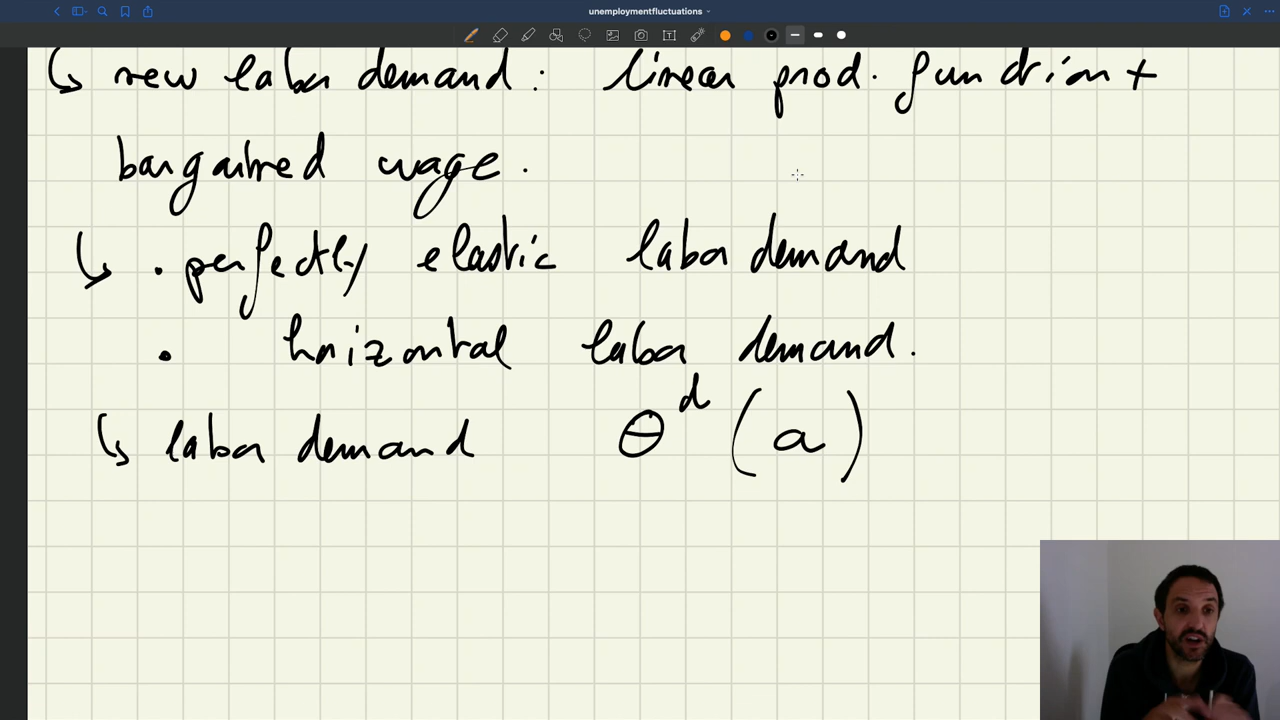 unemploymentfluctuations
↳ new labor demand: linear prod. function +
bargained wage.
↳ • perfectly elastic labor demand
• horizontal labor demand.
↳ labor demand θ^d (a)